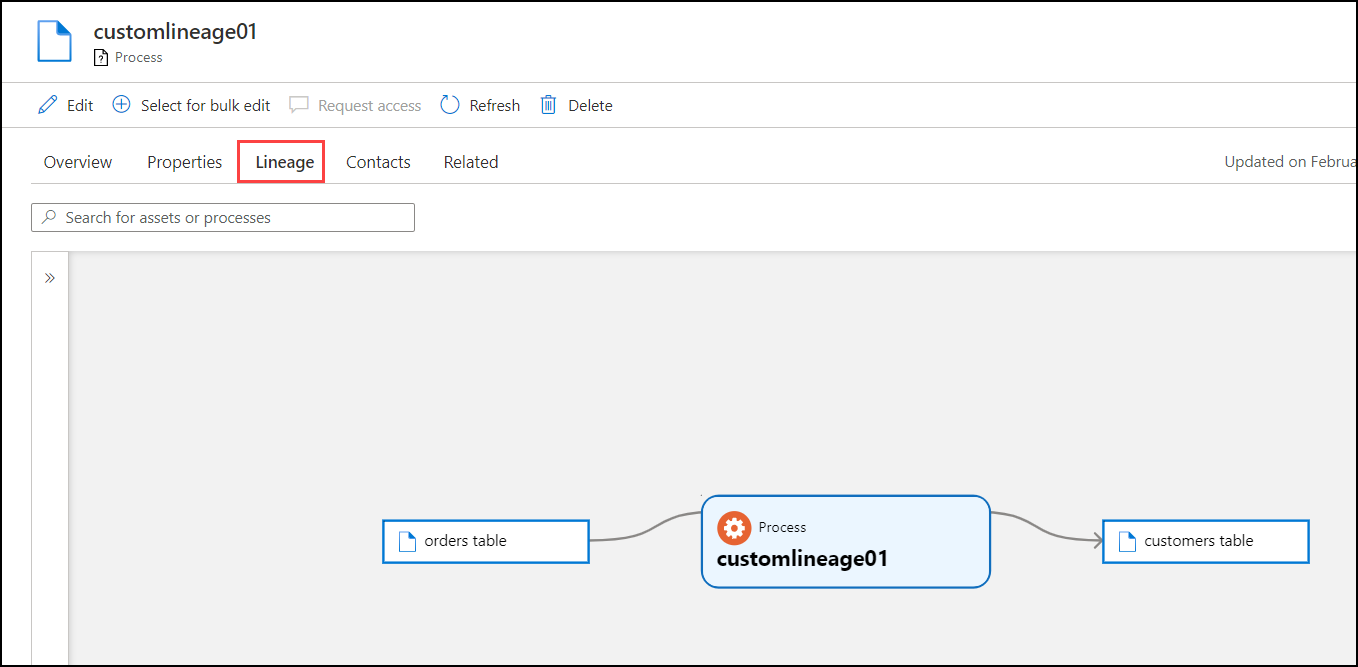 customlineage01
Process
Edit Select for bulk edit Request access Refresh Delete
Overview Properties Lineage Contacts Related Updated on Februa
Search for assets or processes
Process
orders table customlineage01 customers table